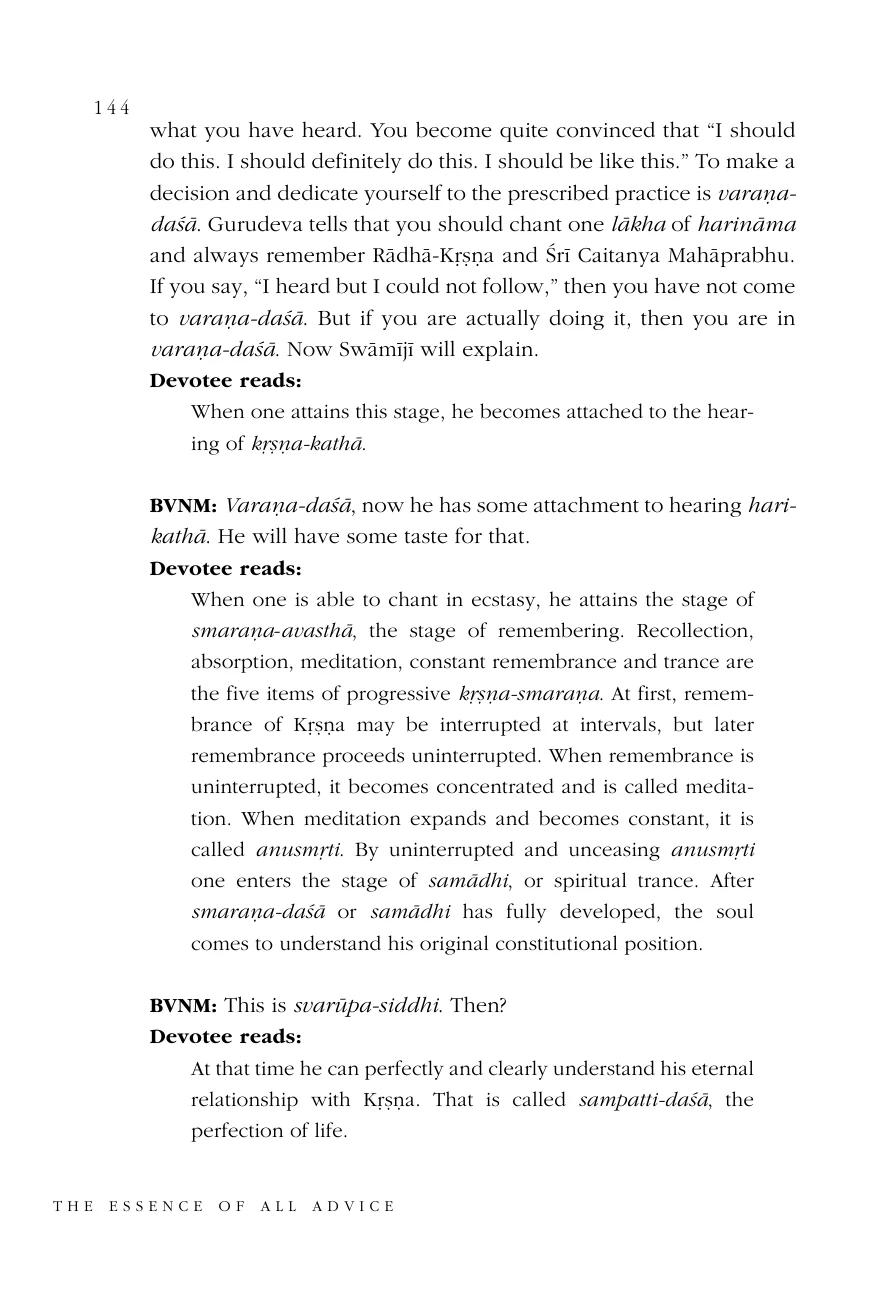 144
what you have heard. You become quite convinced that “I should
do this. I should definitely do this. I should be like this.” To make a
decision and dedicate yourself to the prescribed practice is varaṇa-
daśā. Gurudeva tells that you should chant one lākha of harināma
and always remember Rādhā-Kṛṣṇa and Śrī Caitanya Mahāprabhu.
If you say, “I heard but I could not follow,” then you have not come
to varaṇa-daśā. But if you are actually doing it, then you are in
varaṇa-daśā. Now Swāmījī will explain.
Devotee reads:
When one attains this stage, he becomes attached to the hear-
ing of kṛṣṇa-kathā.
BVNM: Varaṇa-daśā, now he has some attachment to hearing hari-
kathā. He will have some taste for that.
Devotee reads:
When one is able to chant in ecstasy, he attains the stage of
smaraṇa-avasthā, the stage of remembering. Recollection,
absorption, meditation, constant remembrance and trance are
the five items of progressive kṛṣṇa-smaraṇa. At first, remem-
brance of Kṛṣṇa may be interrupted at intervals, but later
remembrance proceeds uninterrupted. When remembrance is
uninterrupted, it becomes concentrated and is called medita-
tion. When meditation expands and becomes constant, it is
called anusmṛti. By uninterrupted and unceasing anusmṛti
one enters the stage of samādhi, or spiritual trance. After
smaraṇa-daśā or samādhi has fully developed, the soul
comes to understand his original constitutional position.
BVNM: This is svarūpa-siddhi. Then?
Devotee reads:
At that time he can perfectly and clearly understand his eternal
relationship with Kṛṣṇa. That is called sampatti-daśā, the
perfection of life.
THE ESSENCE OF ALL ADVICE